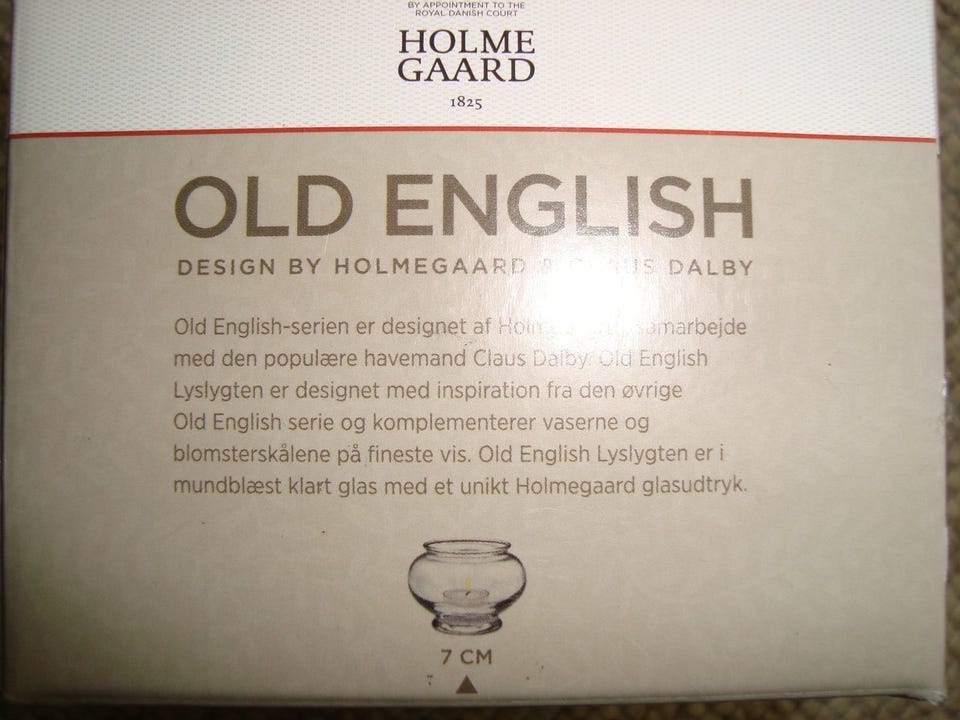 BY APPOINTMENT TO THE
ROYAL DANISH COURT
HOLME
GAARD
1825
OLD ENGLISH
DESIGN BY HOLMEGAARD & CLAUS DALBY
Old English-serien er designet af samarbejde
med den populære havemand Claus Dalby. Old English
Lyslygten er designet med inspiration fra den øvrige
Old English serie og komplementerer vaserne og
blomsterskålene på fineste vis. Old English Lyslygten er i
mundblæst klart glas med et unikt Holmegaard glasudtryk.
7 CM